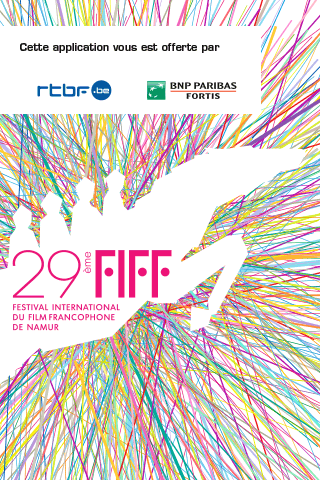 Cette application vous est offerte par
rtbf.be
BNP PARIBAS
FORTIS
29ème FIFF
FESTIVAL INTERNATIONAL
DU FILM FRANCOPHONE
DE NAMUR